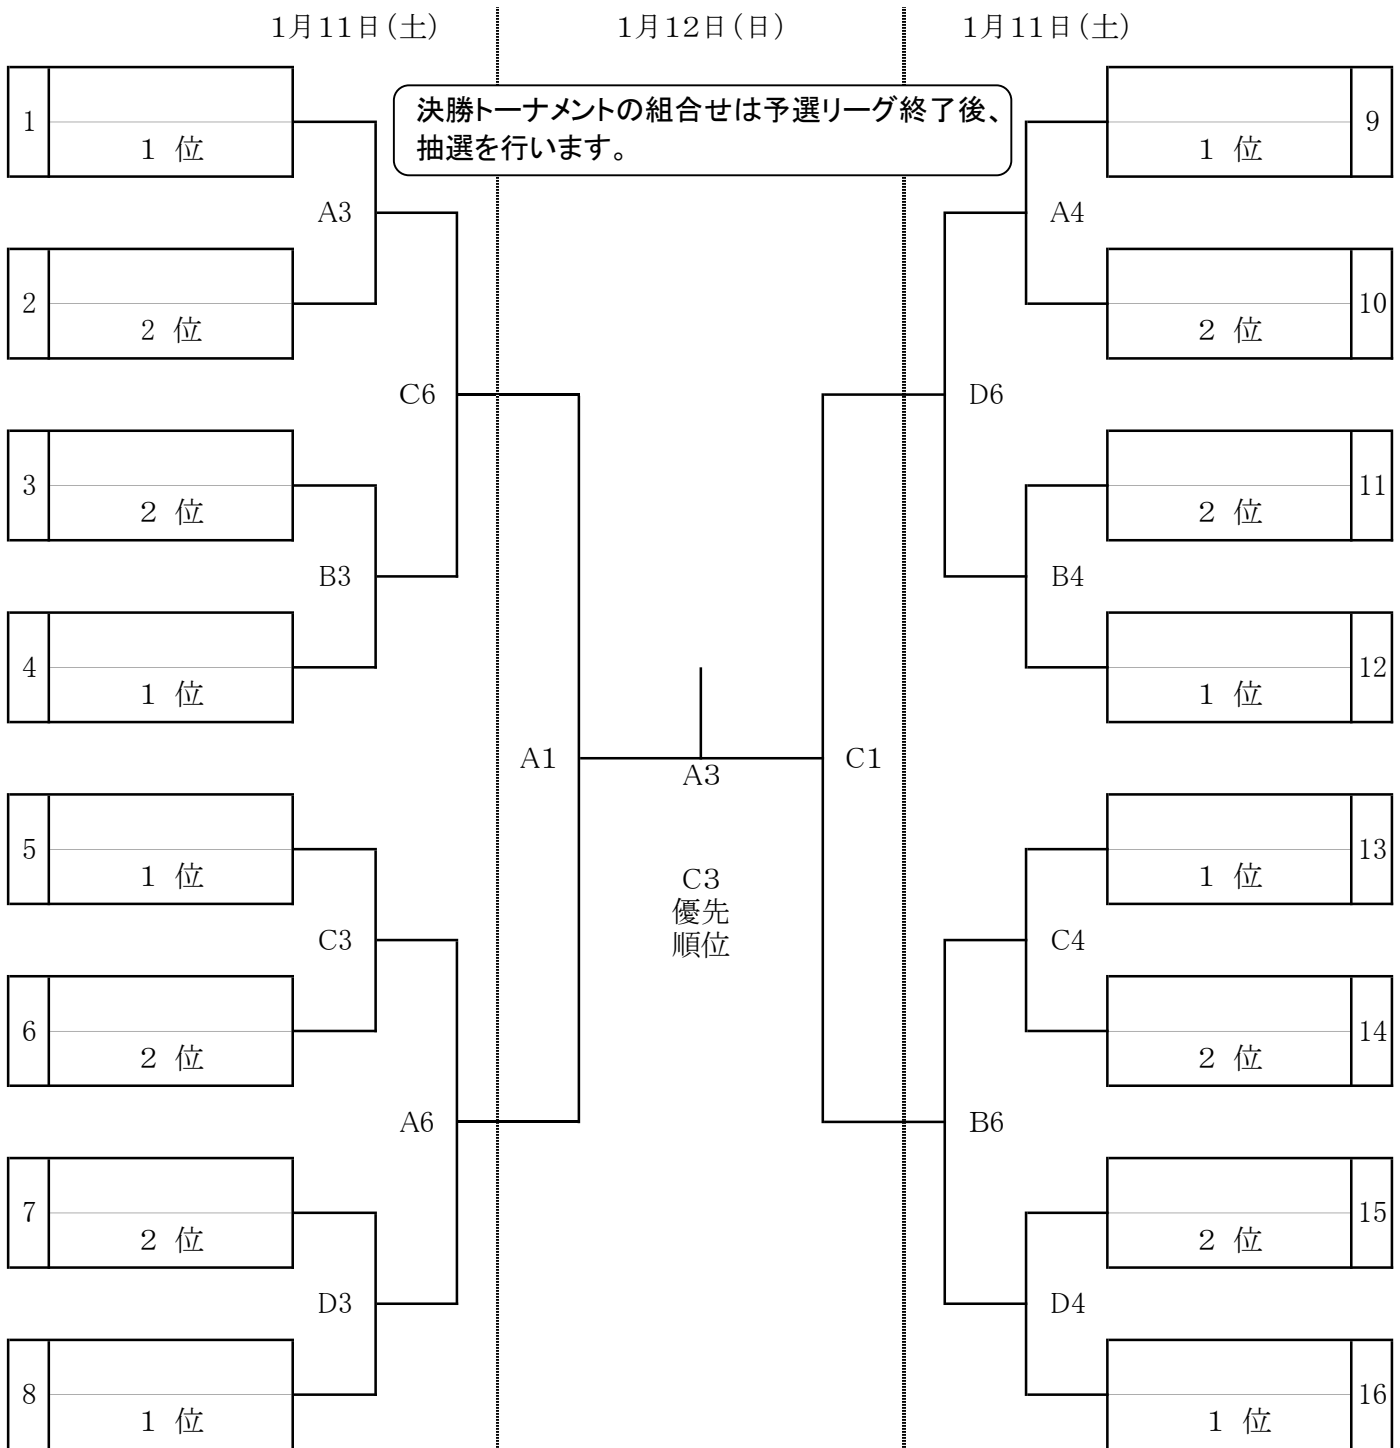 1月11日(土)
1月12日(日)
1月11日(土)
決勝トーナメントの組合せは予選リーグ終了後、
抽選を行います。
1
1 位
9
1 位
A3
A4
2
2 位
10
2 位
C6
D6
3
2 位
11
2 位
B3
B4
4
1 位
12
1 位
A1
A3
C1
5
1 位
13
1 位
C3
優先
順位
C3
C4
6
2 位
14
2 位
A6
B6
7
2 位
15
2 位
D3
D4
8
1 位
16
1 位